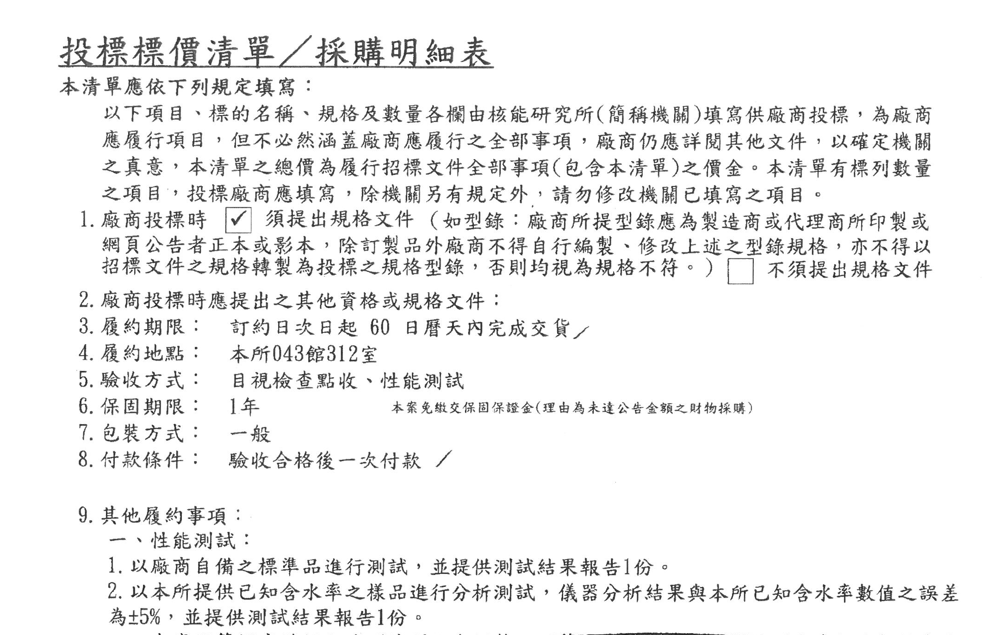 投標標價清單／採購明細表
本清單應依下列規定填寫：
以下項目、標的名稱、規格及數量各欄由核能研究所(簡稱機關)填寫供廠商投標，為廠商
應履行項目，但不必然涵蓋廠商應履行之全部事項，廠商仍應詳閱其他文件，以確定機關
之真意，本清單之總價為履行招標文件全部事項(包含本清單)之價金。本清單有標列數量
之項目，投標廠商應填寫，除機關另有規定外，請勿修改機關已填寫之項目。
1.廠商投標時 ✓ 須提出規格文件（如型錄：廠商所提型錄應為製造商或代理商所印製或
網頁公告者正本或影本，除訂製品外廠商不得自行編製、修改上述之型錄規格，亦不得以
招標文件之規格轉製為投標之規格型錄，否則均視為規格不符。）□ 不須提出規格文件
2.廠商投標時應提出之其他資格或規格文件：
3.履約期限： 訂約日次日起 60 日曆天內完成交貨／
4.履約地點： 本所043館312室
5.驗收方式： 目視檢查點收、性能測試
6.保固期限： 1年 本案免繳交保固保證金(理由為未達公告金額之財物採購)
7.包裝方式： 一般
8.付款條件： 驗收合格後一次付款 ／
9.其他履約事項：
一、性能測試：
1.以廠商自備之標準品進行測試，並提供測試結果報告1份。
2.以本所提供已知含水率之樣品進行分析測試，儀器分析結果與本所已知含水率數值之誤差
為±5%，並提供測試結果報告1份。